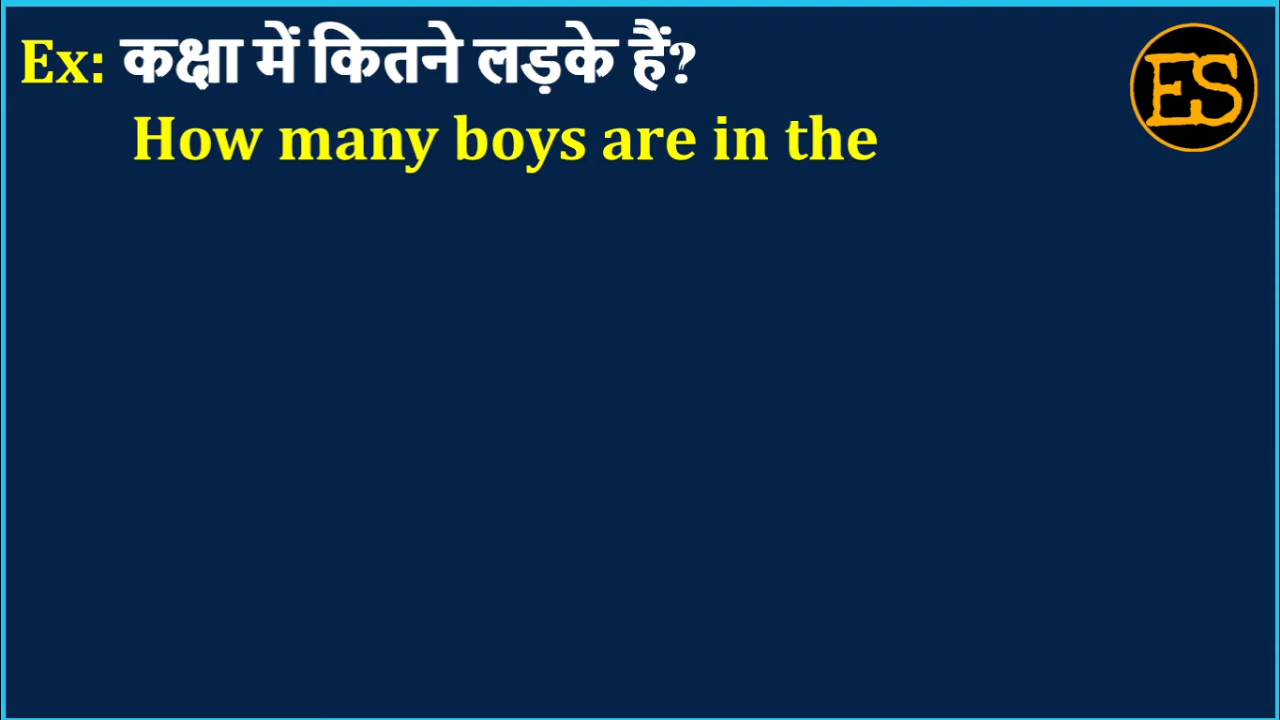 Ex: कक्षा में कितने लड़के हैं?
How many boys are in the
ES